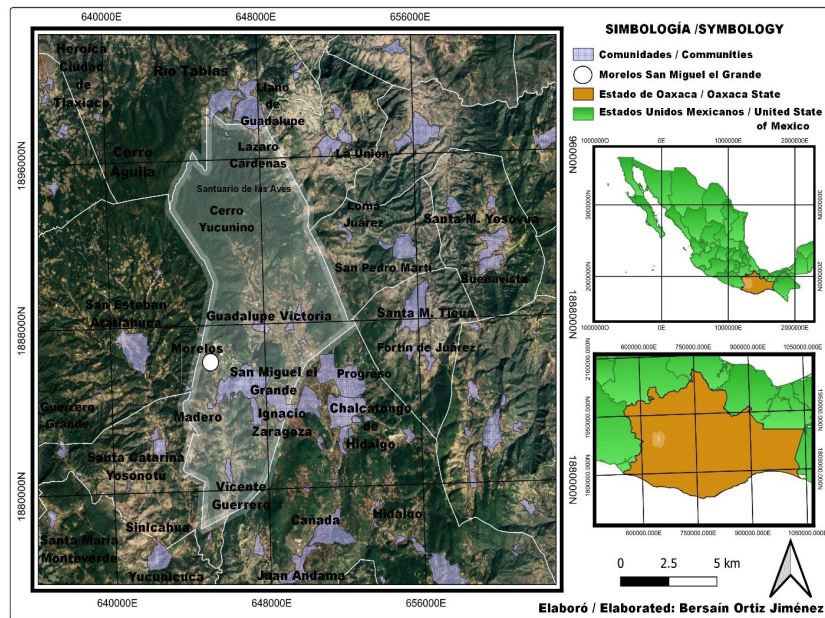 640000E
648000E
656000E
SIMBOLOGÍA /SYMBOLOGY
Comunidades / Communities
Morelos San Miguel el Grande
Estado de Oaxaca / Oaxaca State
Estados Unidos Mexicanos / United State
of Mexico
Heroica
Ciudad
de
Tlaxiaco
Rio Tablas
Llano
de
Guadalupe
Lazaro
Cardenas
La Unión
Cerro
Aguila
Santuario de las Aves
Cerro
Yucunino
Loma
Juárez
Santa M. Yosovua
San Pedro Martí
Buenavista
San Esteban
Atatlahuca
Guadalupe Victoria
Santa M. Ticua
Morelos
Fortín de Juárez
San Miguel el
Grande
Progreso
Guerrero
Grande
Madero
Ignacio
Zaragoza
Chalcatongo
de
Hidalgo
Santa Catarina
Yosonotú
Vicente
Guerrero
Sinicahua
Cañada
Hidalgo
Santa María
Monteverde
Yucunicuca
Juan Andama
1896000N
1888000N
1880000N
960000N
1888000N
1880000N
640000E
648000E
656000E
1000000E
0E
1000000E
2000000E
3000000N
2000000N
3000000N
2000000N
1000000E
0E
1000000E
2000000E
600000.000E
750000.000E
900000.000E
1050000.000E
2100000.000N
1950000.000N
1800000.000N
1950000.000N
1800000.000N
600000.000E
750000.000E
900000.000E
1050000.000E
0
2.5
5 km
Elaboró / Elaborated: Bersaín Ortiz Jiménez